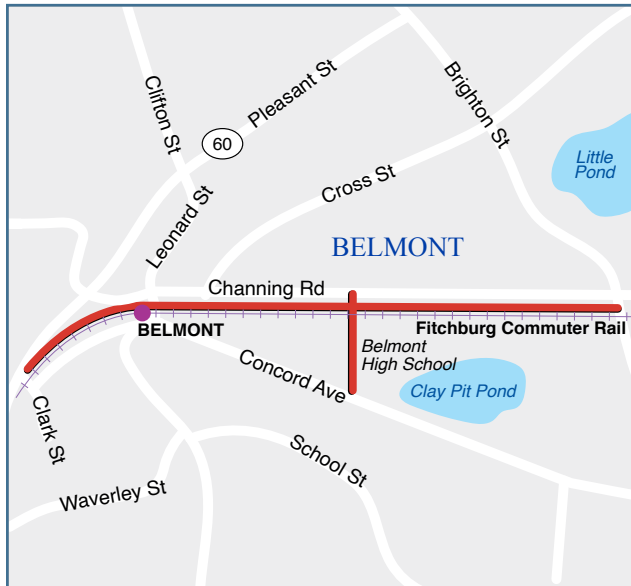 Clifton St
Pleasant St
Brighton St
60
Little
Pond
Cross St
Leonard St
BELMONT
Channing Rd
BELMONT
Fitchburg Commuter Rail
Belmont
High School
Concord Ave
Clay Pit Pond
Clark St
School St
Waverley St